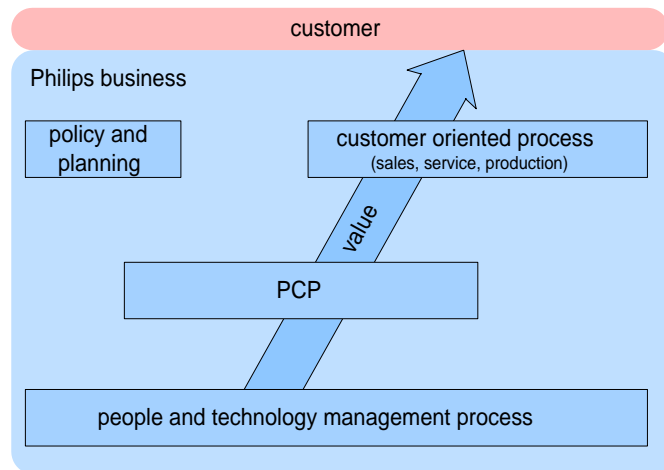 customer
Philips business
policy and
planning
customer oriented process
(sales, service, production)
value
PCP
people and technology management process